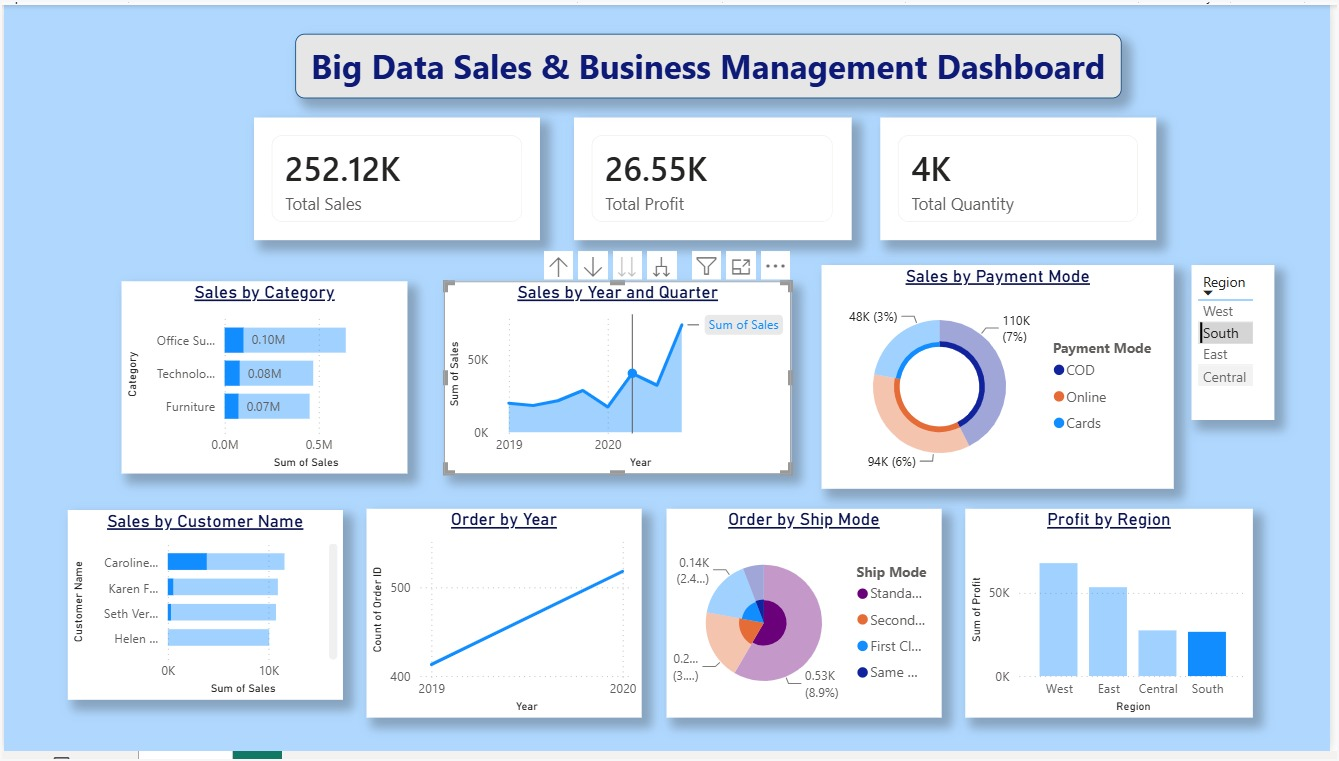 Big Data Sales & Business Management Dashboard
252.12K
Total Sales
26.55K
Total Profit
4K
Total Quantity
Sales by Category
Category
Office Su...
0.10M
Technolo...
0.08M
Furniture
0.07M
0.0M
0.5M
Sum of Sales
Sales by Year and Quarter
Sum of Sales
Sum of Sales
50K
0K
2019
2020
Year
Sales by Payment Mode
48K (3%)
110K
(7%)
94K (6%)
Payment Mode
COD
Online
Cards
Region
West
South
East
Central
Sales by Customer Name
Customer Name
Caroline...
Karen F...
Seth Ver...
Helen ...
0K
10K
Sum of Sales
Order by Year
Count of Order ID
500
400
2019
2020
Year
Order by Ship Mode
0.14K
(2.4...)
0.2...
(3....)
0.53K
(8.9%)
Ship Mode
Standa...
Second...
First Cl...
Same ...
Profit by Region
Sum of Profit
50K
0K
West
East
Central
South
Region